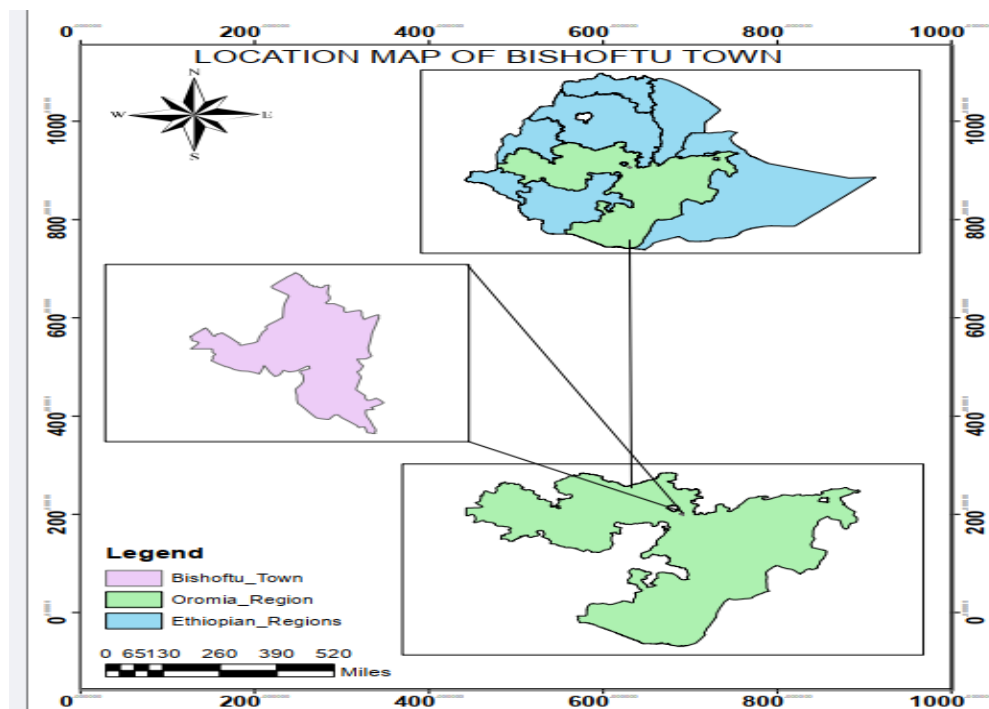 0 200 400 600 800 1000
LOCATION MAP OF BISHOFTU TOWN
N
W E
S
1000 1000
800 800
600 600
400 400
200 200
0 0
Legend
Bishoftu_Town
Oromia_Region
Ethiopian_Regions
0 65130 260 390 520
Miles
0 200 400 600 800 1000